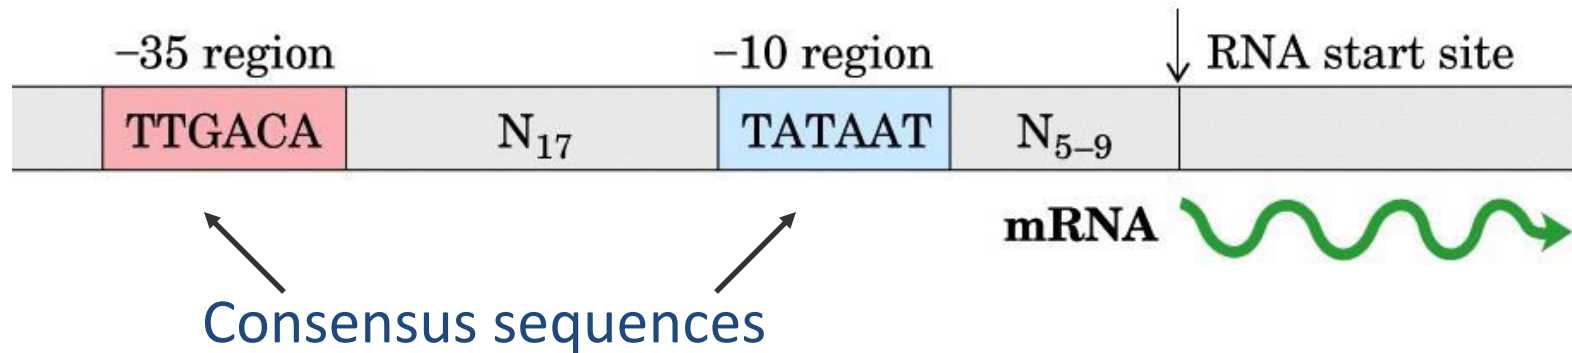 –35 region –10 region RNA start site
TTGACA N₁₇ TATAAT N₅₋₉
mRNA
Consensus sequences